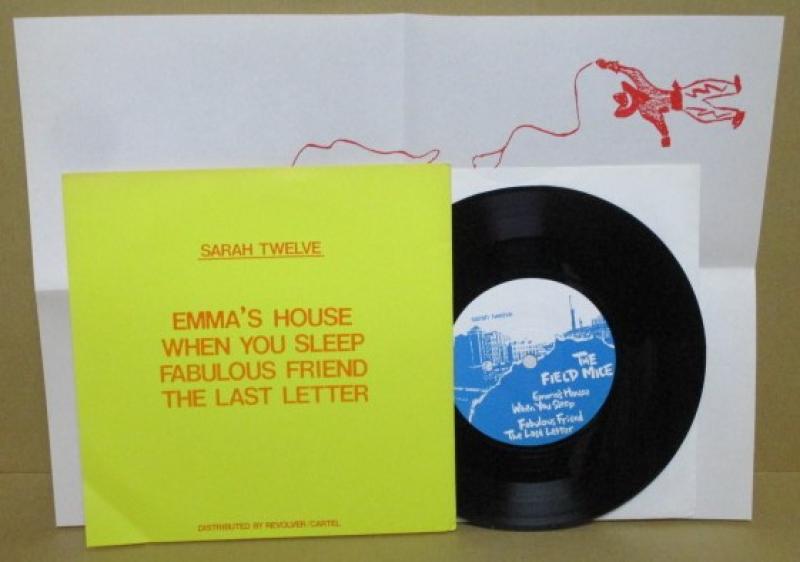 SARAH TWELVE
EMMA'S HOUSE
WHEN YOU SLEEP
FABULOUS FRIEND
THE LAST LETTER
DISTRIBUTED BY REVOLVER/CARTEL
sarah twelve
THE
FIELD MICE
Emma's House
When You Sleep
Fabulous Friend
The Last Letter